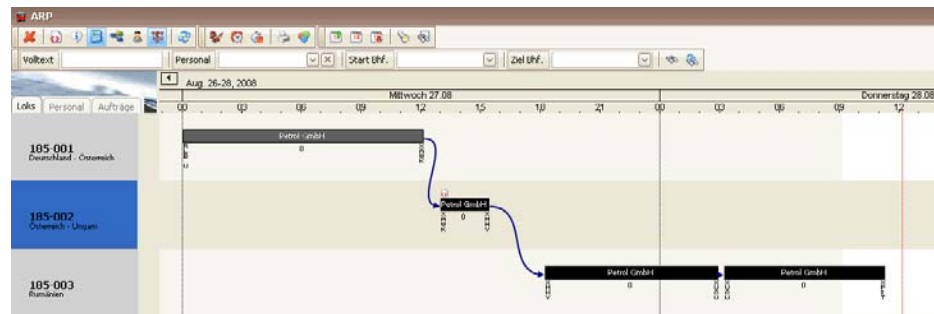 ARP
Volltext Personal Start Bhf. Ziel Bhf.
Aug. 26-28, 2008
Mittwoch 27.08 Donnerstag 28.08
Loks Personal Aufträge 00 03 06 09 12 15 18 21 00 03 06 09 12
Petrol GmbH
0
185-001
Deutschland - Österreich
Petrol GmbH
0
185-002
Österreich - Ungarn
Petrol GmbH Petrol GmbH
0 0
185-003
Rumänien